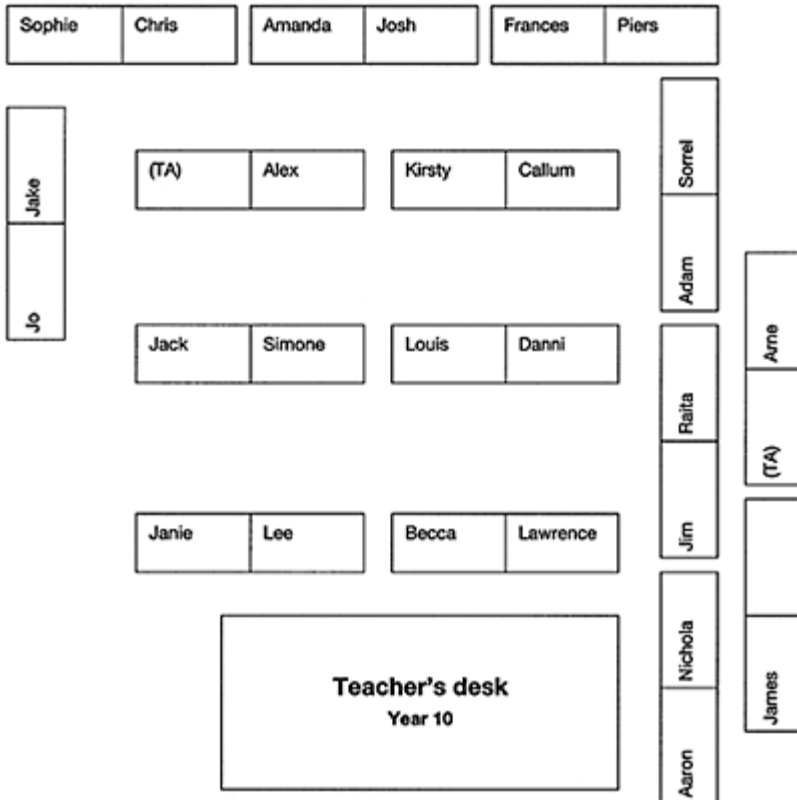 Sophie Chris Amanda Josh Frances Piers
Jake
Jo
(TA) Alex Kirsty Callum
Jack Simone Louis Danni
Janie Lee Becca Lawrence
Sorrel
Adam
Raita
Jim
Nichola
Aaron
Arne
(TA)
James
Teacher's desk
Year 10